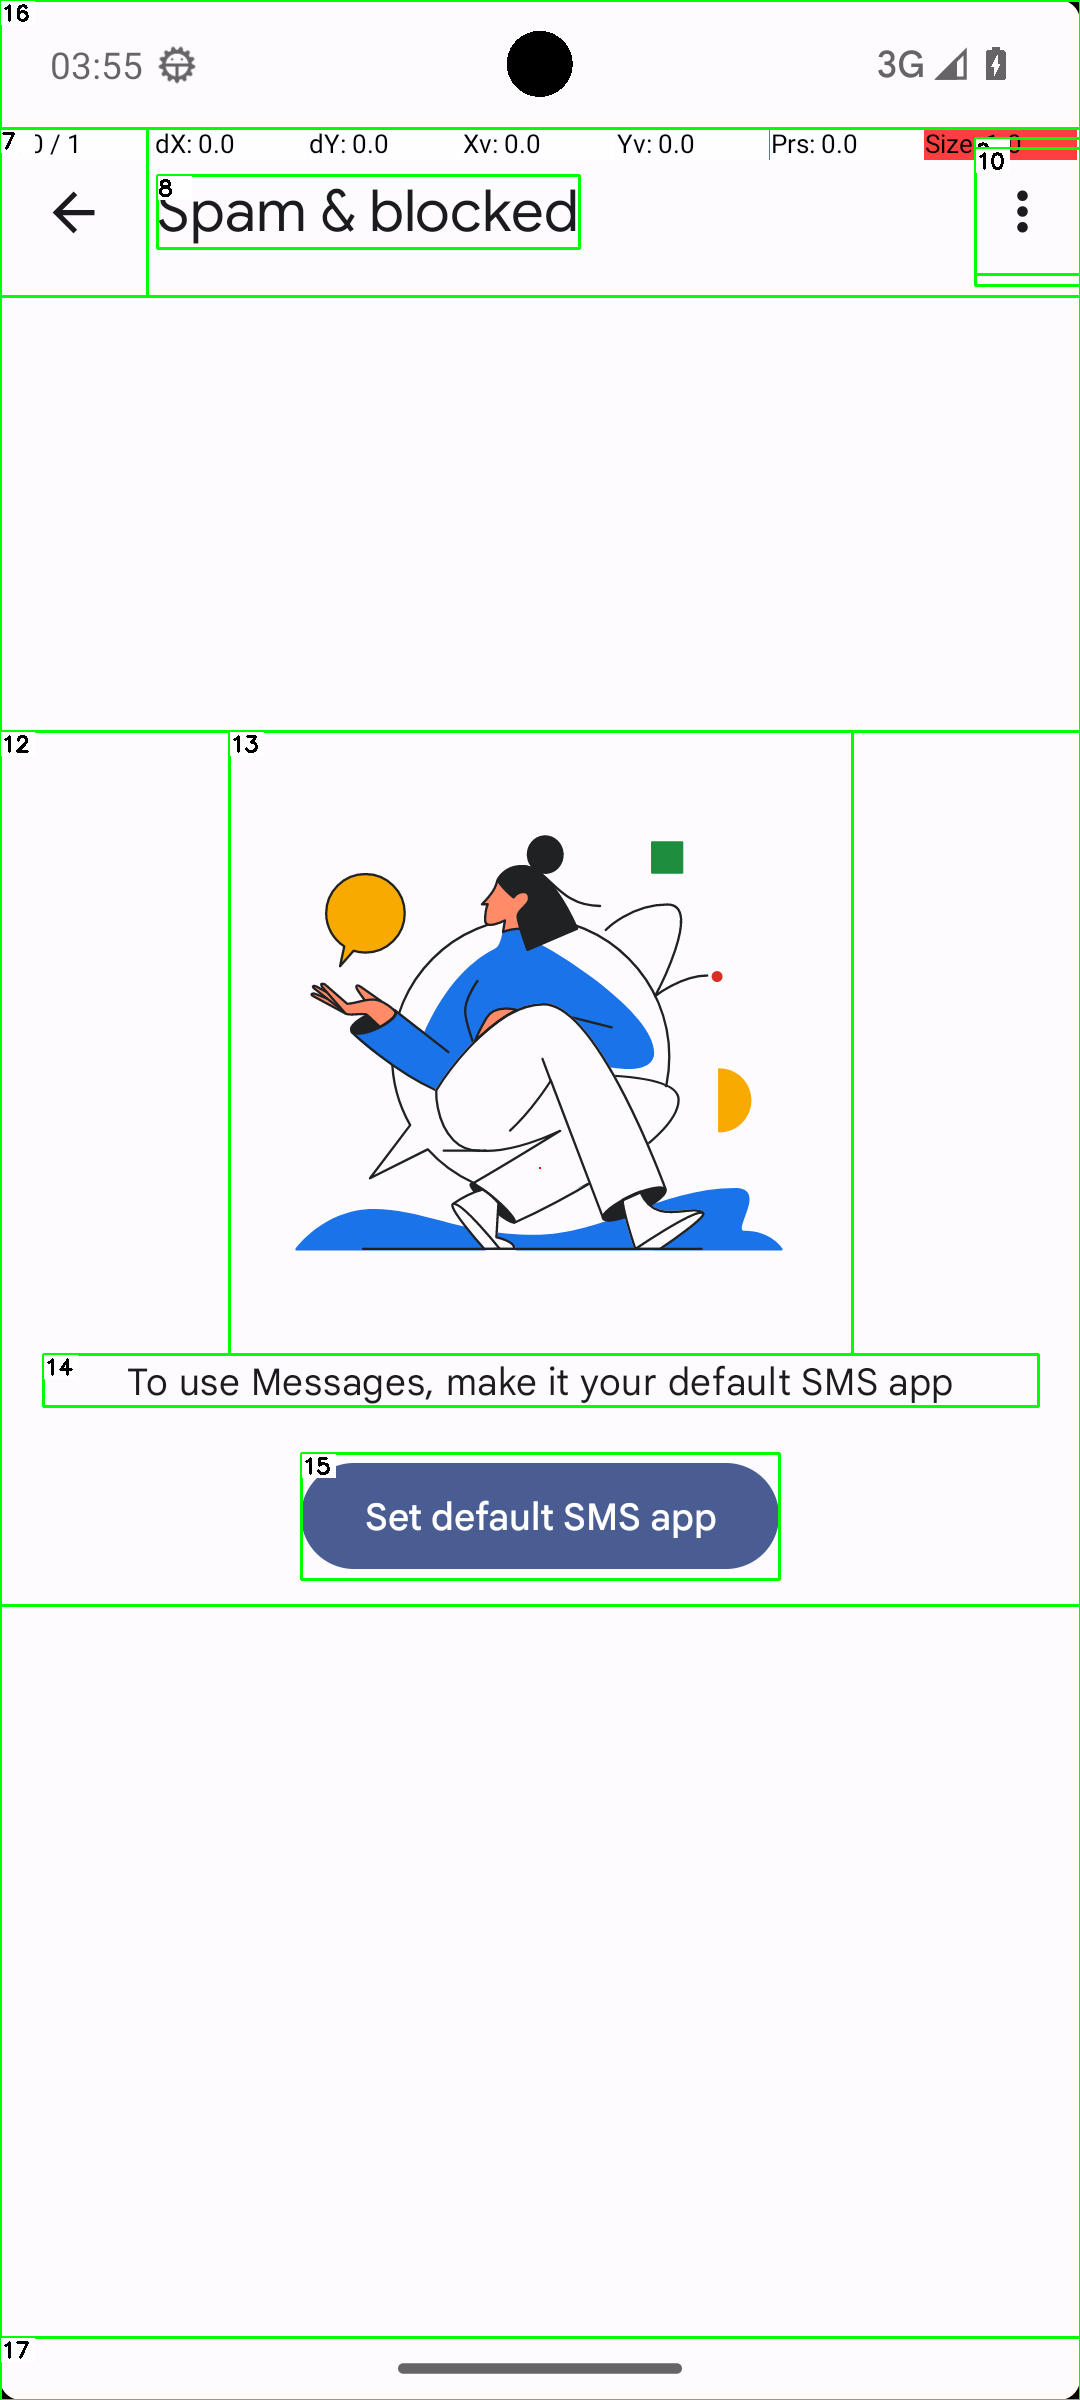 16
03:55
3G
7
0 / 1
dX: 0.0
dY: 0.0
Xv: 0.0
Yv: 0.0
Prs: 0.0
Size
10
8
Spam & blocked
12
13
14
To use Messages, make it your default SMS app
15
Set default SMS app
17